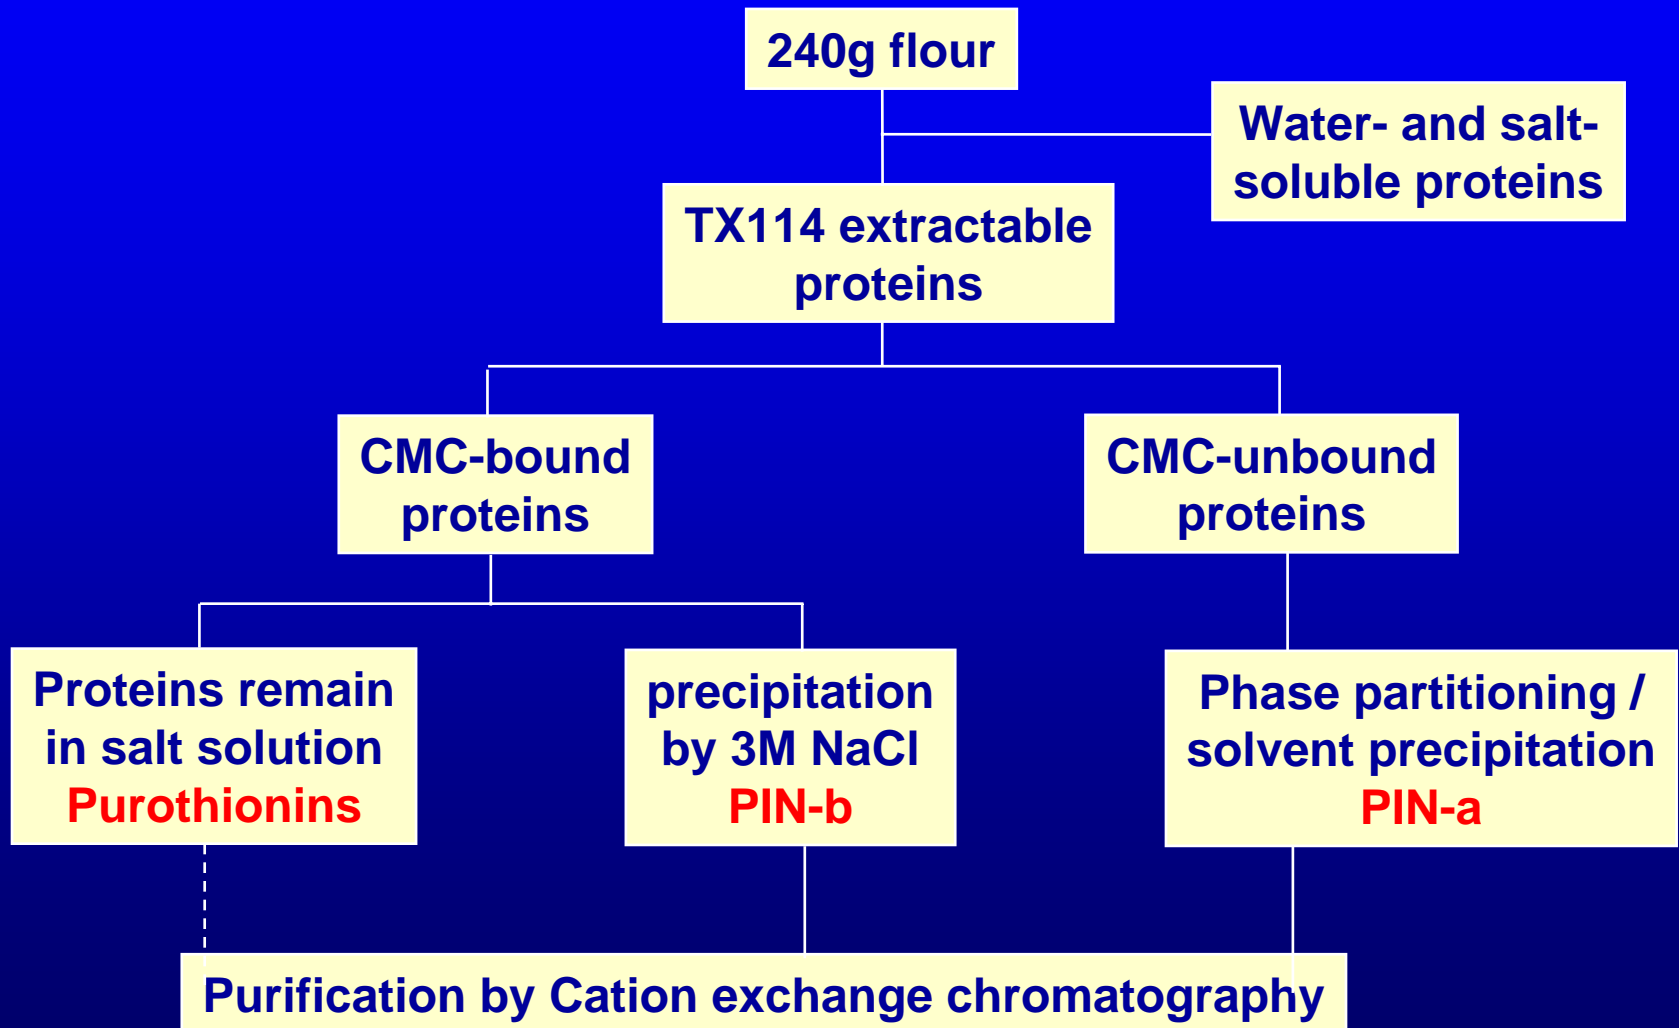 240g flour
Water- and salt-
soluble proteins
TX114 extractable
proteins
CMC-bound
proteins
CMC-unbound
proteins
Proteins remain
in salt solution
Purothionins
precipitation
by 3M NaCl
PIN-b
Phase partitioning /
solvent precipitation
PIN-a
Purification by Cation exchange chromatography